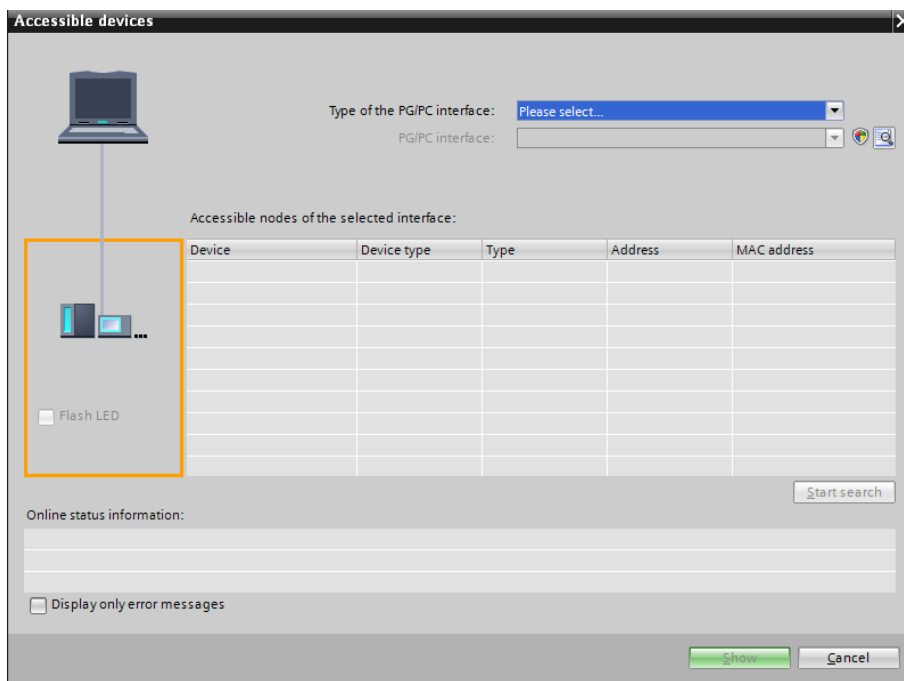 Accessible devices
Type of the PG/PC interface: Please select...
PG/PC interface:
Accessible nodes of the selected interface:
Device Device type Type Address MAC address
Flash LED
Start search
Online status information:
Display only error messages
Show Cancel